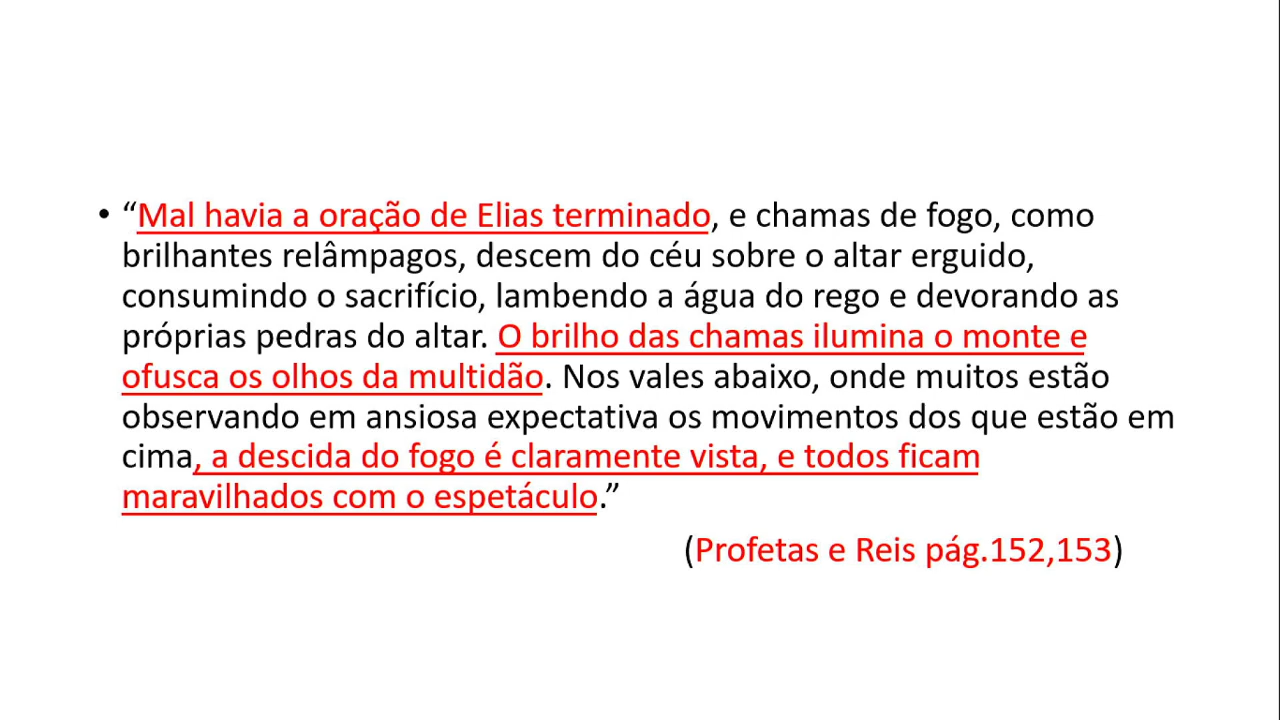 • “Mal havia a oração de Elias terminado, e chamas de fogo, como
brilhantes relâmpagos, descem do céu sobre o altar erguido,
consumindo o sacrifício, lambendo a água do rego e devorando as
próprias pedras do altar. O brilho das chamas ilumina o monte e
ofusca os olhos da multidão. Nos vales abaixo, onde muitos estão
observando em ansiosa expectativa os movimentos dos que estão em
cima, a descida do fogo é claramente vista, e todos ficam
maravilhados com o espetáculo.”
(Profetas e Reis pág.152,153)